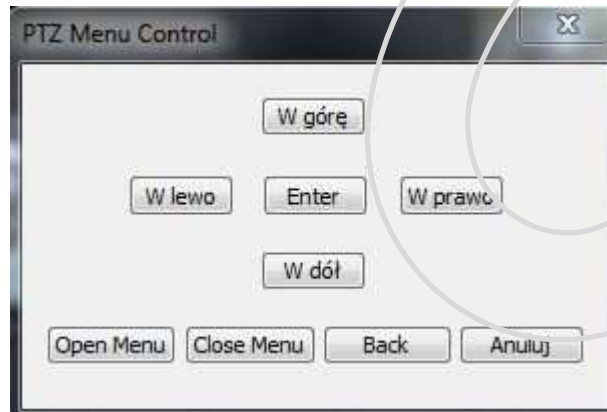 PTZ Menu Control
W górę
W lewo Enter W prawo
W dół
Open Menu Close Menu Back Anuluj